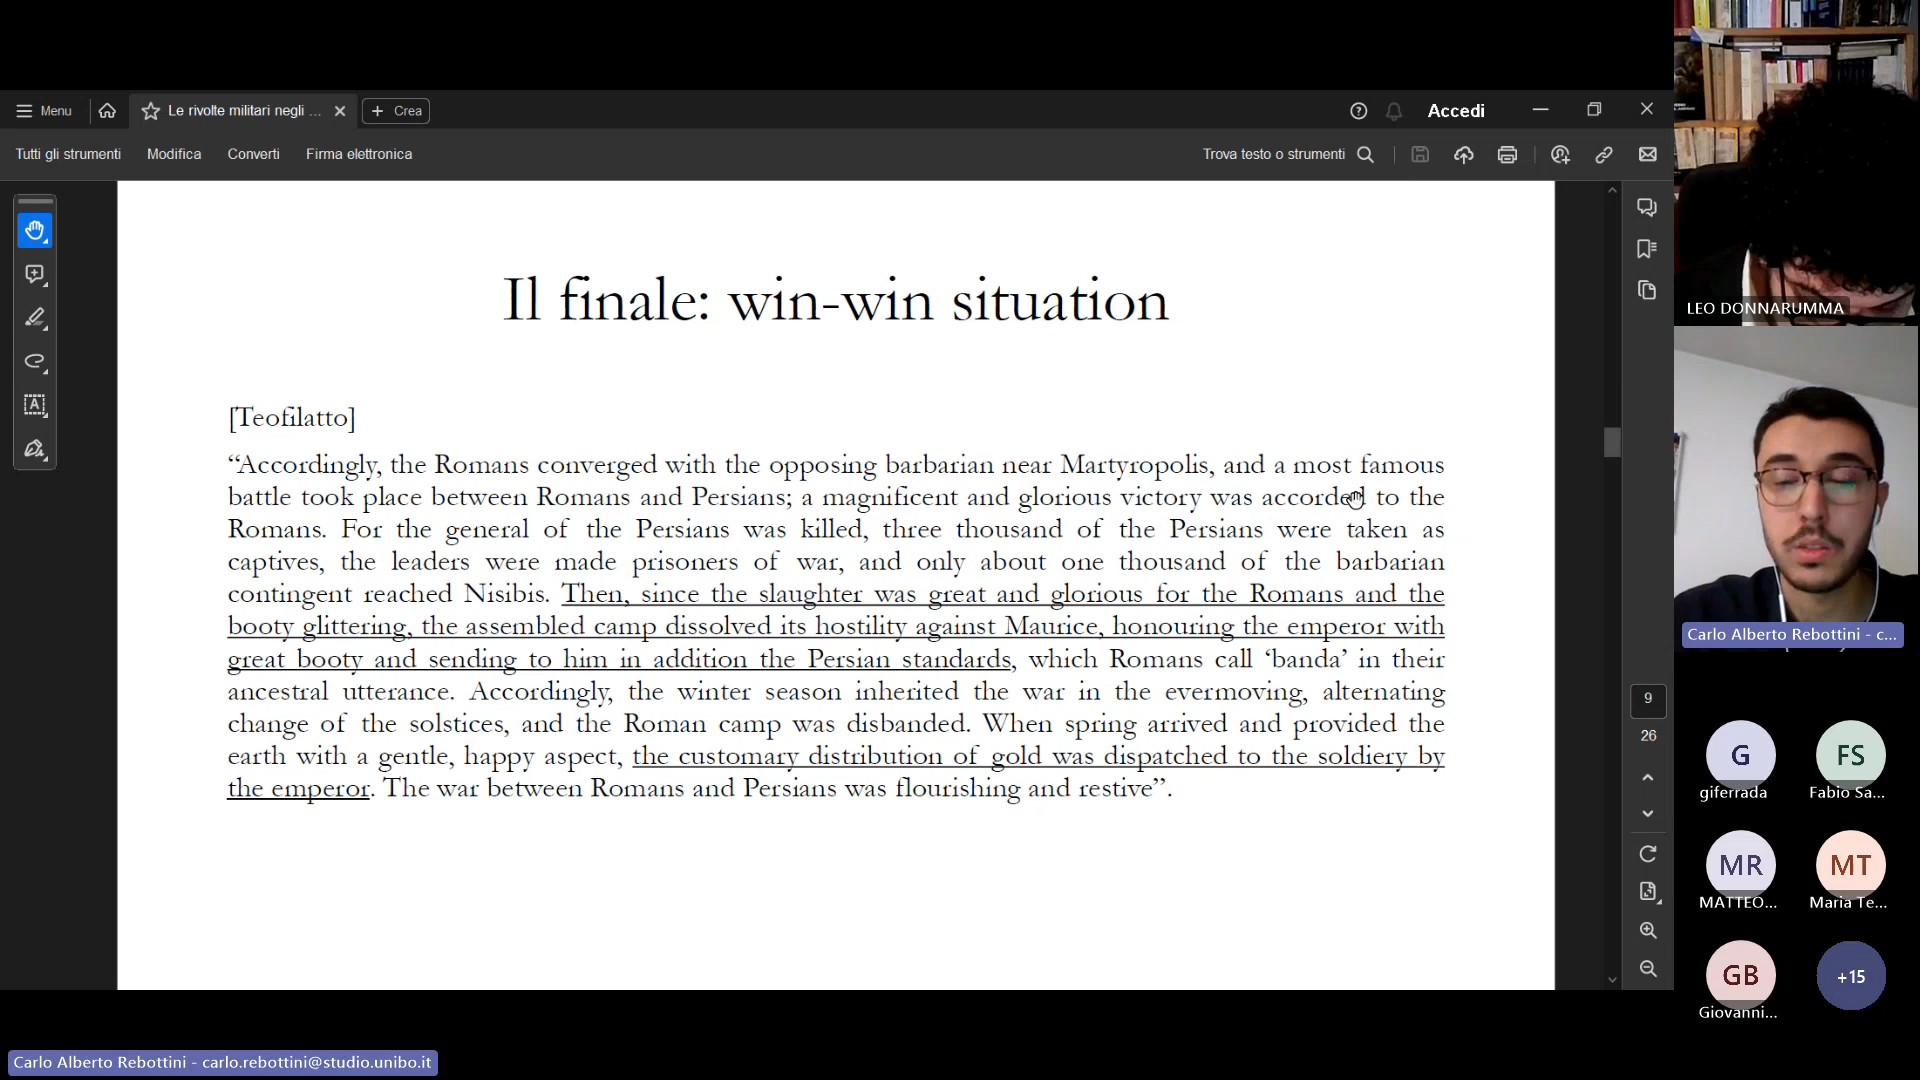 Menu
Le rivolte militari negli ...
Crea
Accedi
Tutti gli strumenti
Modifica
Converti
Firma elettronica
Trova testo o strumenti
Il finale: win-win situation
[Teofilatto]
“Accordingly, the Romans converged with the opposing barbarian near Martyropolis, and a most famous
battle took place between Romans and Persians; a magnificent and glorious victory was accorded to the
Romans. For the general of the Persians was killed, three thousand of the Persians were taken as
captives, the leaders were made prisoners of war, and only about one thousand of the barbarian
contingent reached Nisibis. Then, since the slaughter was great and glorious for the Romans and the
booty glittering, the assembled camp dissolved its hostility against Maurice, honouring the emperor with
great booty and sending to him in addition the Persian standards, which Romans call ‘banda’ in their
ancestral utterance. Accordingly, the winter season inherited the war in the evermoving, alternating
change of the solstices, and the Roman camp was disbanded. When spring arrived and provided the
earth with a gentle, happy aspect, the customary distribution of gold was dispatched to the soldiery by
the emperor. The war between Romans and Persians was flourishing and restive”.
9
26
LEO DONNARUMMA
Carlo Alberto Rebottini - c...
G
giferrada
FS
Fabio Sa...
MR
MATTEO...
MT
Maria Te...
GB
Giovanni...
+15
Carlo Alberto Rebottini - carlo.rebottini@studio.unibo.it